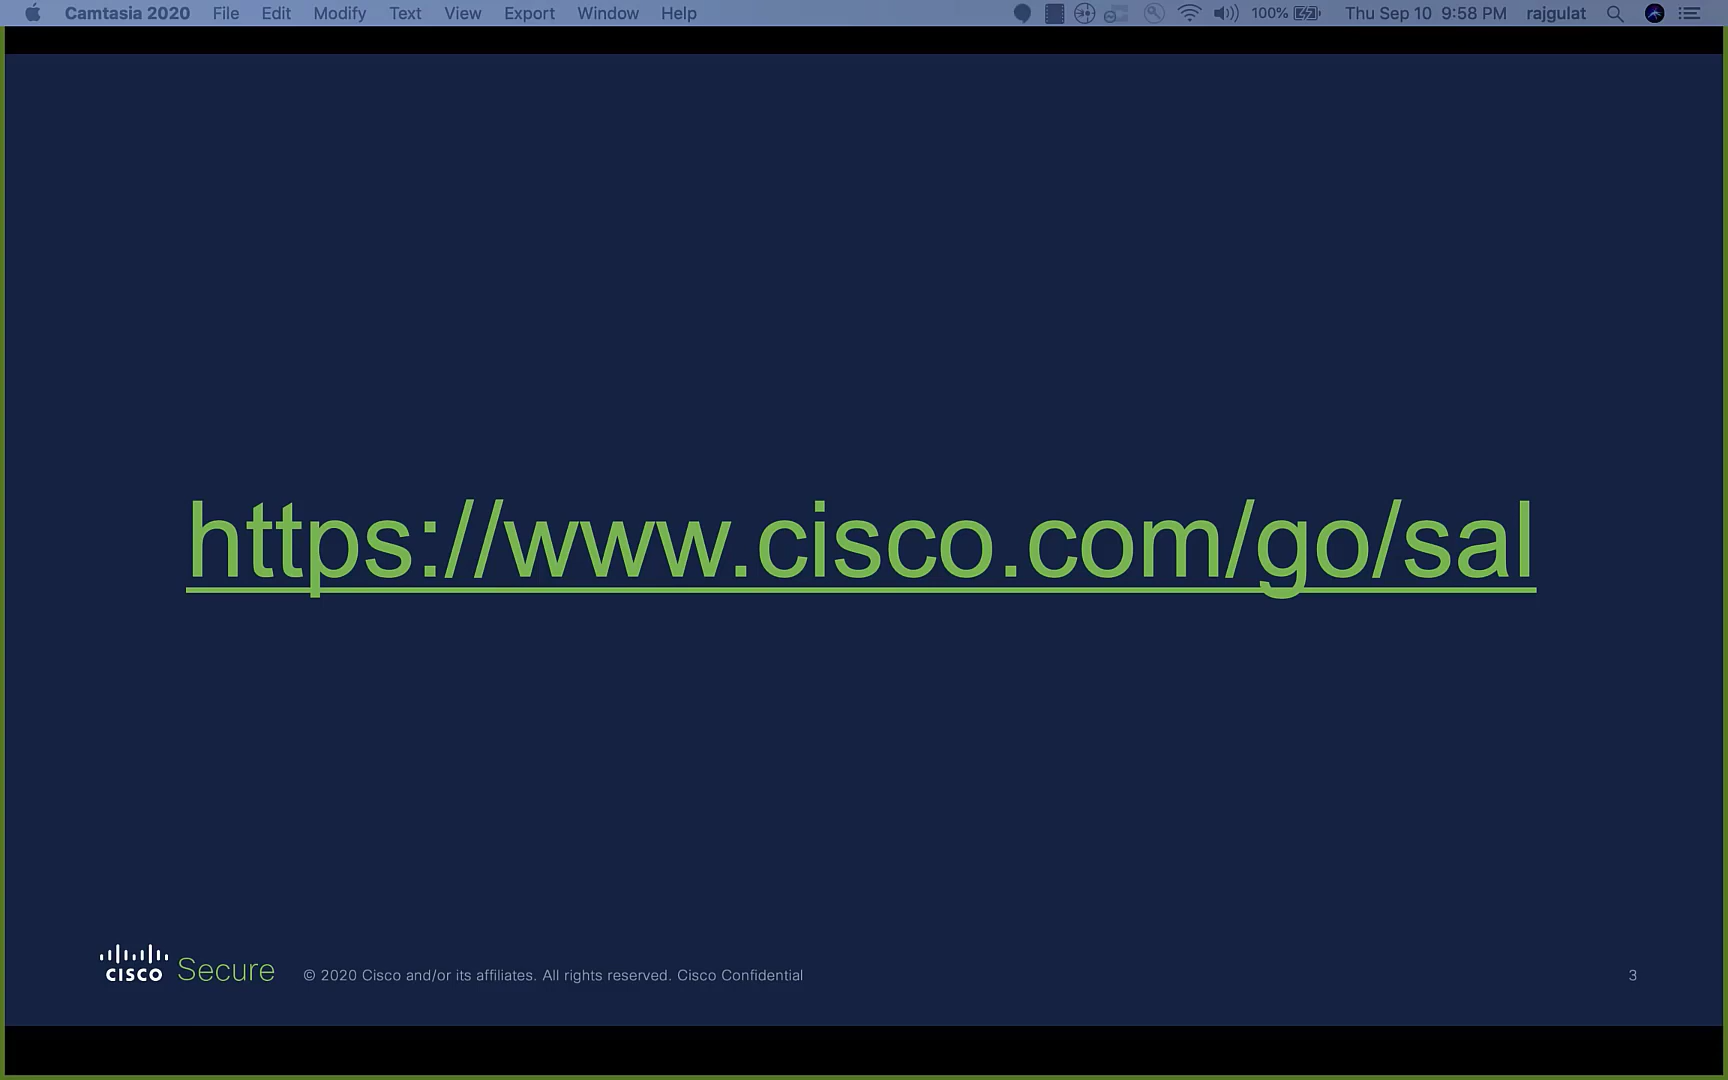 Camtasia 2020 File Edit Modify Text View Export Window Help 100% Thu Sep 10 9:58 PM rajgulat
https://www.cisco.com/go/sal
CISCO Secure © 2020 Cisco and/or its affiliates. All rights reserved. Cisco Confidential 3